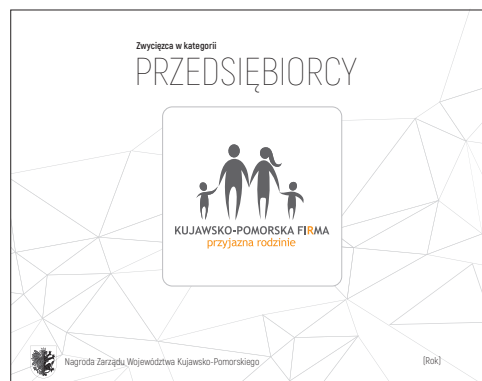 Zwycięzca w kategorii
PRZEDSIĘBIORCY
KUJAWSKO-POMORSKA FIRMA
przyjazna rodzinie
Nagroda Zarządu Województwa Kujawsko-Pomorskiego
[Rok]